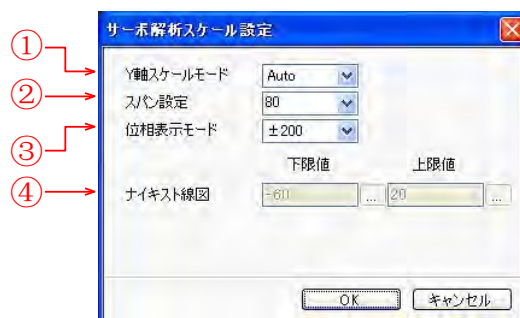 サーボ解析スケール設定
① Y軸スケールモード Auto
② スパン設定 80
③ 位相表示モード ±200
下限値 上限値
④ ナイキスト線図 -60 ... 20 ...
OK キャンセル